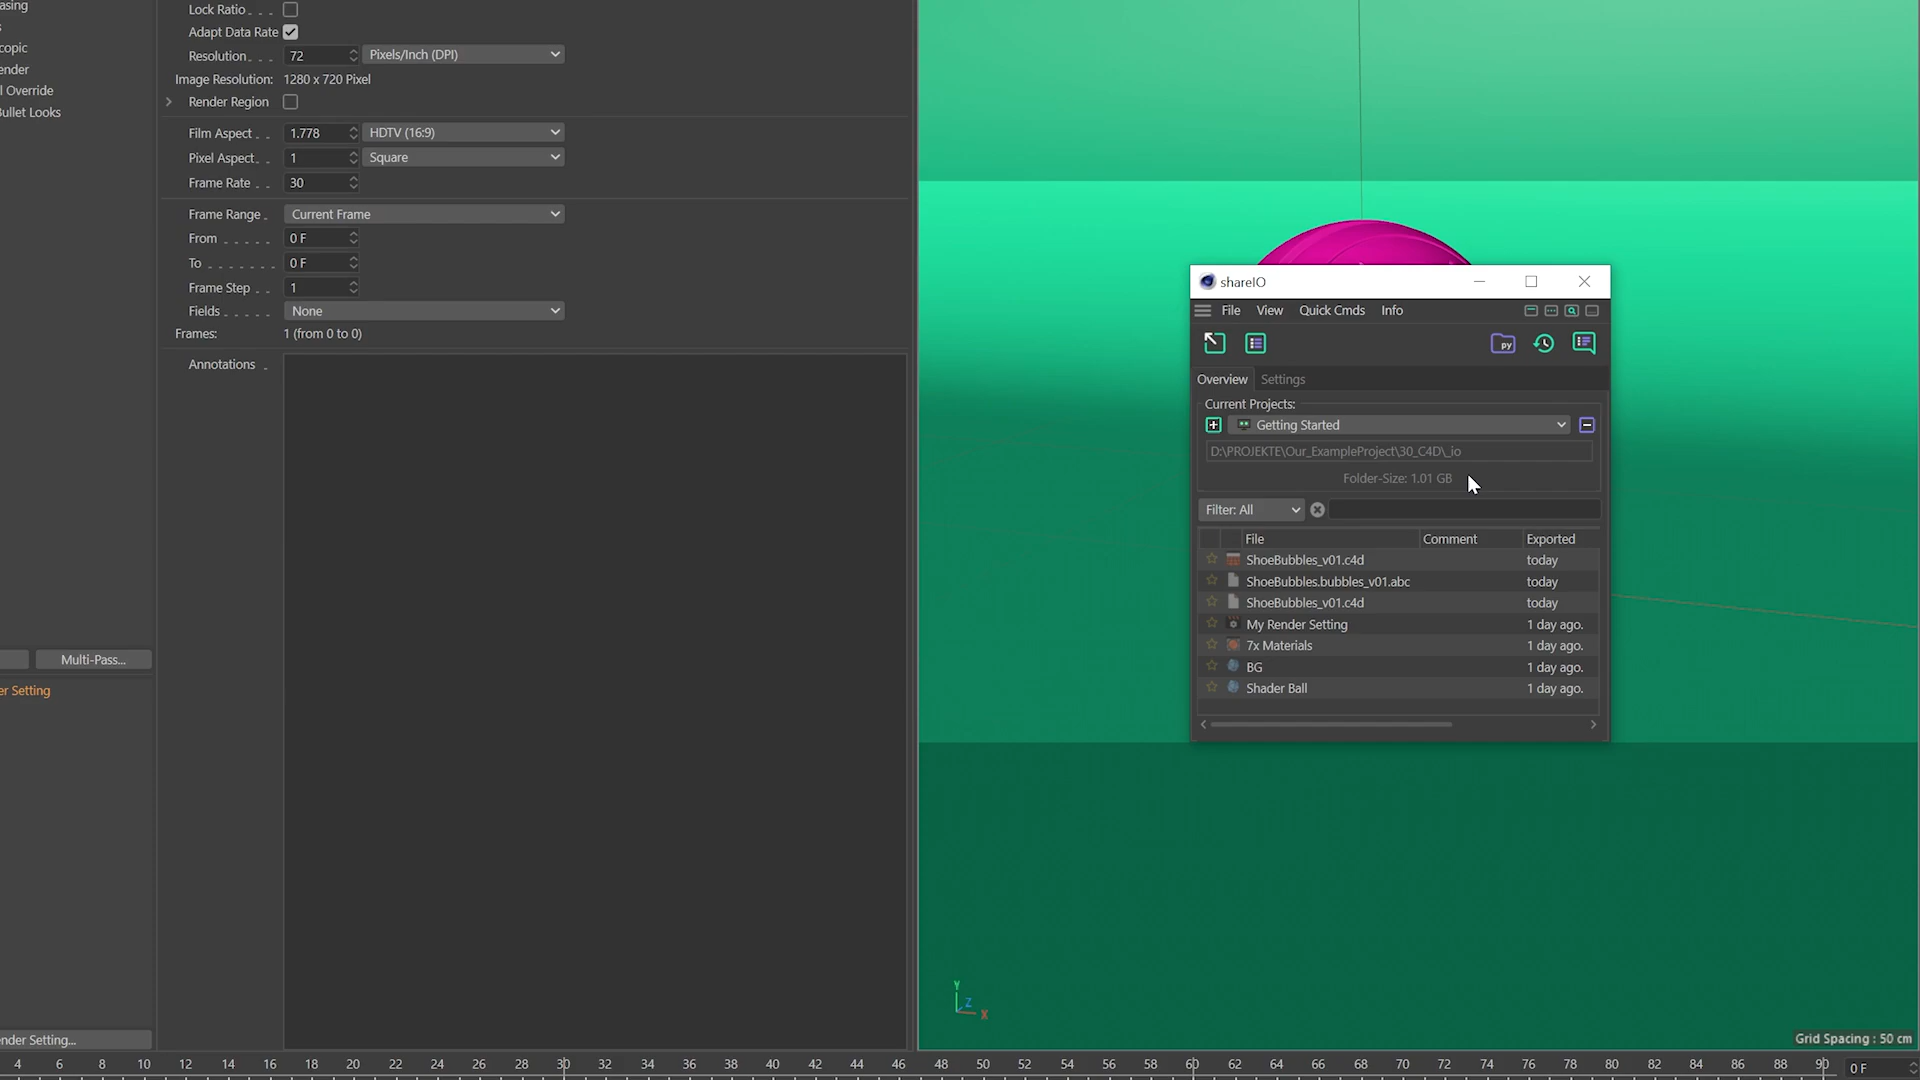 asing
Lock Ratio
Adapt Data Rate
copic
Resolution
72
Pixels/Inch (DPI)
ender
Image Resolution: 1280 x 720 Pixel
l Override
Render Region
Bullet Looks
Film Aspect
1.778
HDTV (16:9)
Pixel Aspect
1
Square
Frame Rate
30
Frame Range
Current Frame
From
0 F
To
0 F
Frame Step
1
Fields
None
Frames:
1 (from 0 to 0)
Annotations
Multi-Pass...
er Setting
ender Setting...
shareIO
File View Quick Cmds Info
py
Overview Settings
Current Projects:
Getting Started
D:\PROJEKTE\Our_ExampleProject\30_C4D\_io
Folder-Size: 1.01 GB
Filter: All
File Comment Exported
ShoeBubbles_v01.c4d today
ShoeBubbles.bubbles_v01.abc today
ShoeBubbles_v01.c4d today
My Render Setting 1 day ago.
7x Materials 1 day ago.
BG 1 day ago.
Shader Ball 1 day ago.
Y
Z
X
Grid Spacing : 50 cm
4 6 8 10 12 14 16 18 20 22 24 26 28 30 32 34 36 38 40 42 44 46 48 50 52 54 56 58 60 62 64 66 68 70 72 74 76 78 80 82 84 86 88 90 0 F